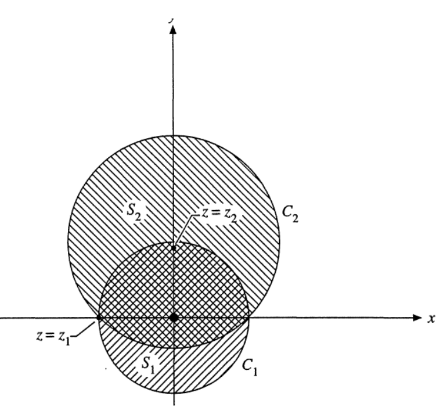 y
S₂
z = z₂
C₂
x
z = z₁
S₁
C₁